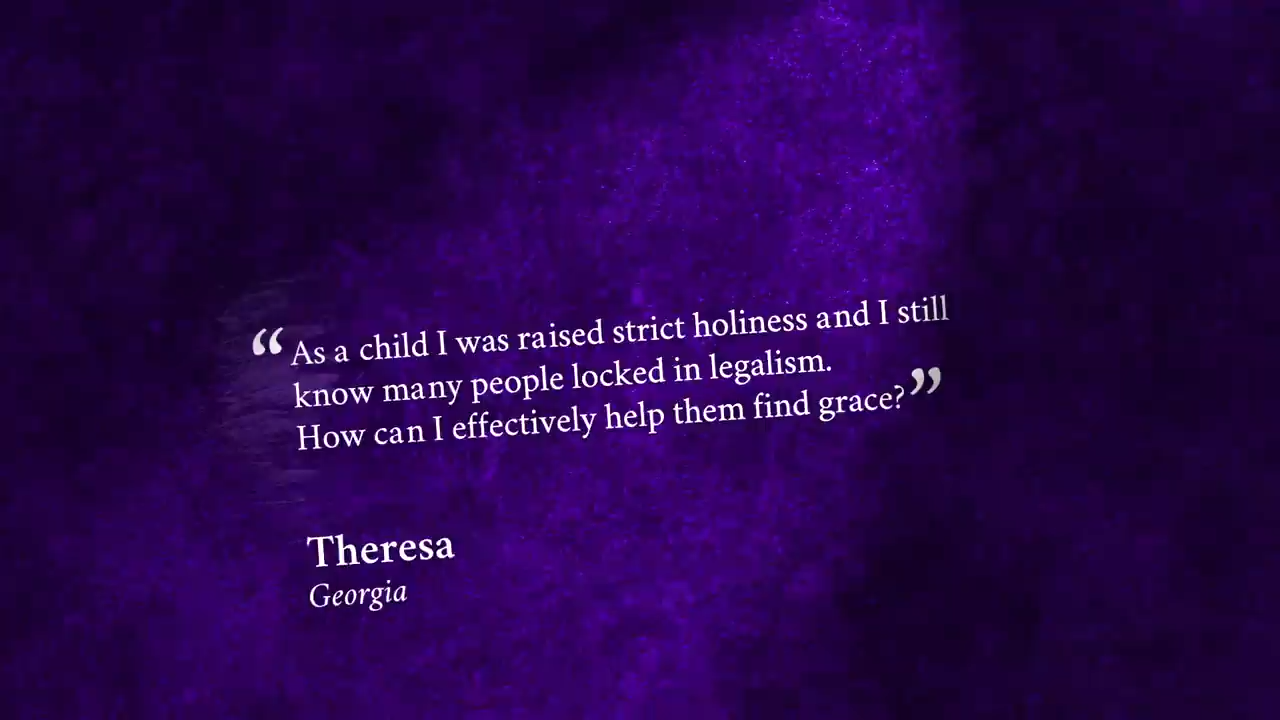 “As a child I was raised strict holiness and I still
know many people locked in legalism.
How can I effectively help them find grace?”
Theresa
Georgia